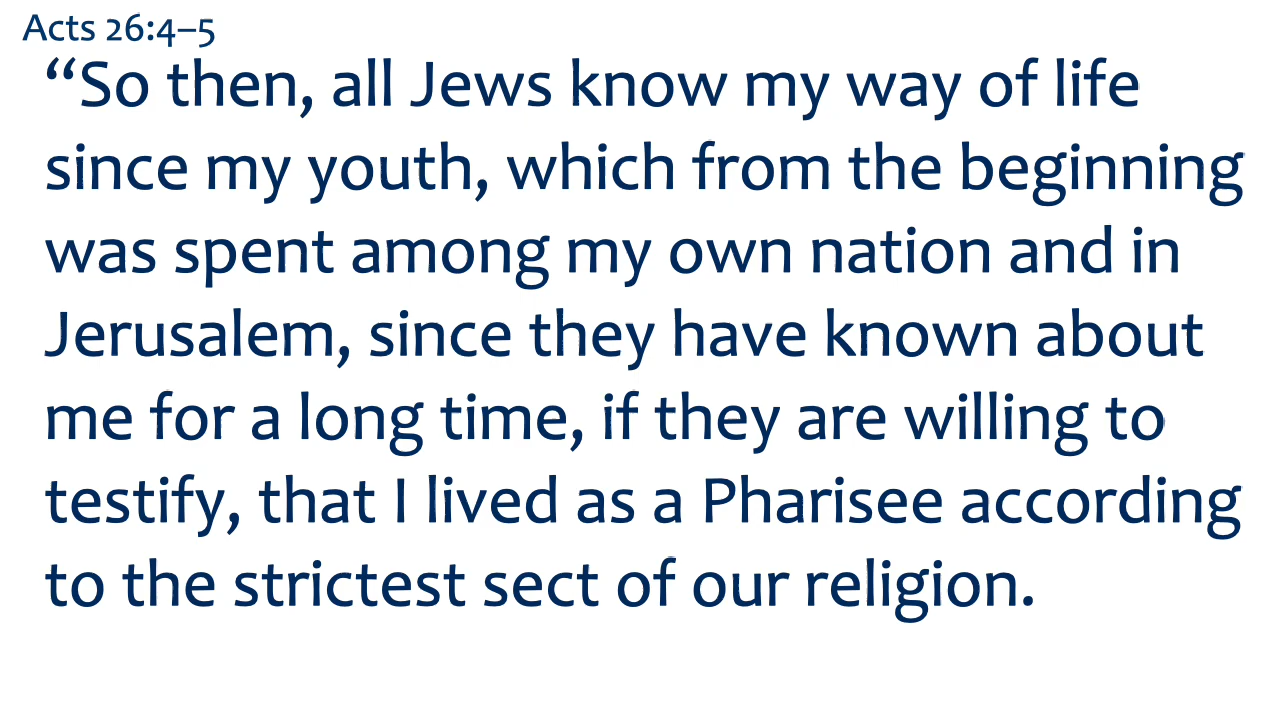 Acts 26:4–5
“So then, all Jews know my way of life
since my youth, which from the beginning
was spent among my own nation and in
Jerusalem, since they have known about
me for a long time, if they are willing to
testify, that I lived as a Pharisee according
to the strictest sect of our religion.